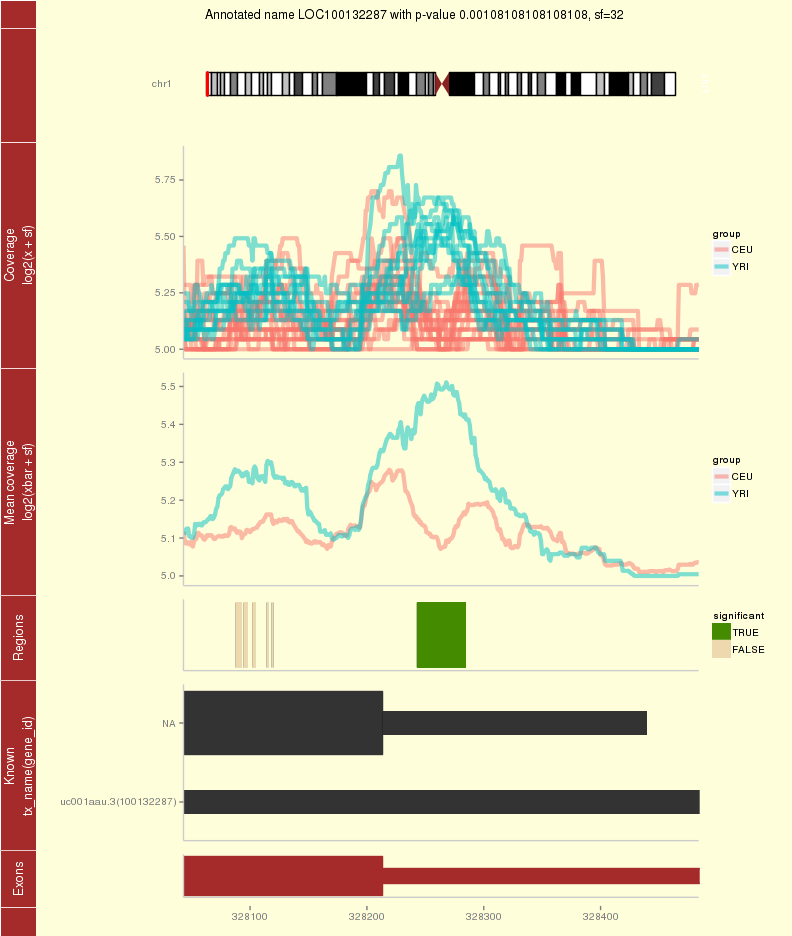 Annotated name LOC100132287 with p-value 0.00108108108108108, sf=32
chr1
Coverage
log2(x + sf)
5.75
5.50
5.25
5.00
group
CEU
YRI
Mean coverage
log2(xbar + sf)
5.5
5.4
5.3
5.2
5.1
5.0
group
CEU
YRI
Regions
significant
TRUE
FALSE
Known
tx_name(gene_id)
NA
uc001aau.3(100132287)
Exons
328100
328200
328300
328400